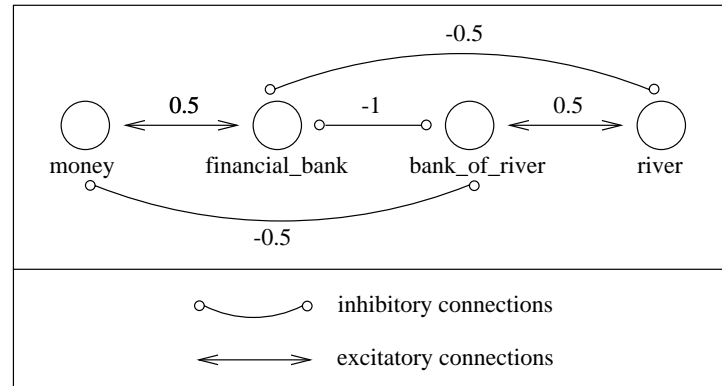 -0.5
0.5 -1 0.5
money financial_bank bank_of_river river
-0.5
inhibitory connections
excitatory connections